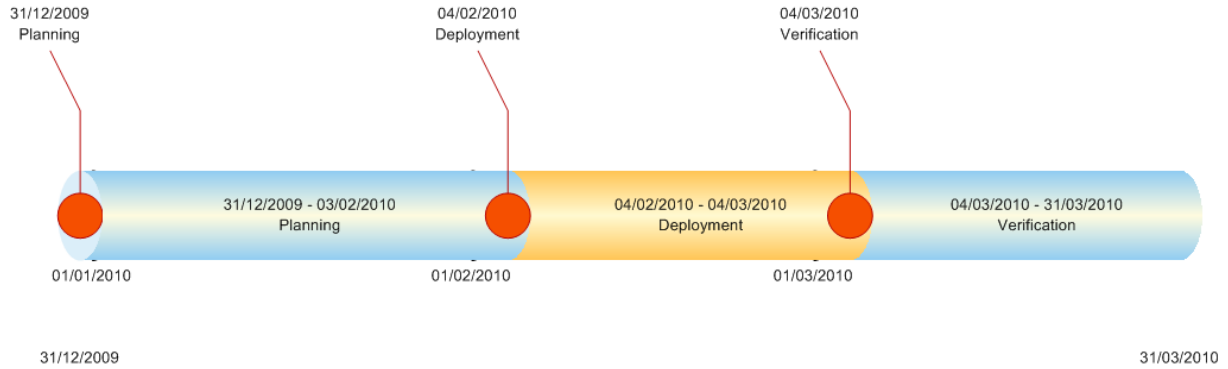 31/12/2009
Planning
04/02/2010
Deployment
04/03/2010
Verification
31/12/2009 - 03/02/2010
Planning
04/02/2010 - 04/03/2010
Deployment
04/03/2010 - 31/03/2010
Verification
01/01/2010
01/02/2010
01/03/2010
31/12/2009
31/03/2010